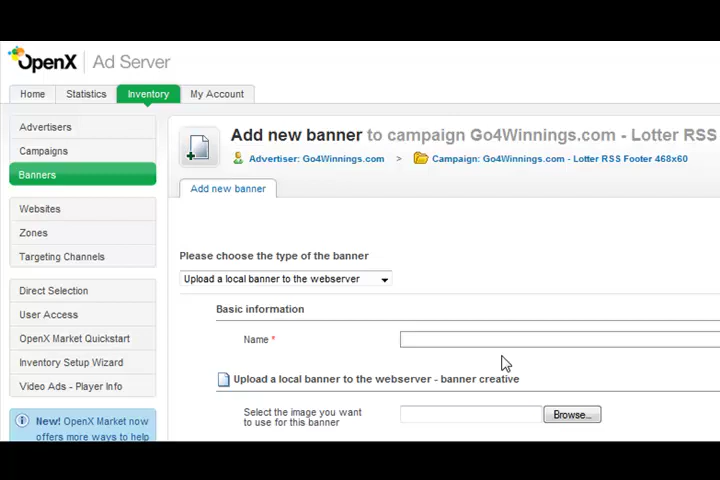 OpenX Ad Server
Home Statistics Inventory My Account
Advertisers
Campaigns
Banners
Websites
Zones
Targeting Channels
Direct Selection
User Access
OpenX Market Quickstart
Inventory Setup Wizard
Video Ads - Player Info
New! OpenX Market now
offers more ways to help
Add new banner to campaign Go4Winnings.com - Lotter RSS
Advertiser: Go4Winnings.com > Campaign: Go4Winnings.com - Lotter RSS Footer 468x60
Add new banner
Please choose the type of the banner
Upload a local banner to the webserver
Basic information
Name *
Upload a local banner to the webserver - banner creative
Select the image you want
to use for this banner
Browse...